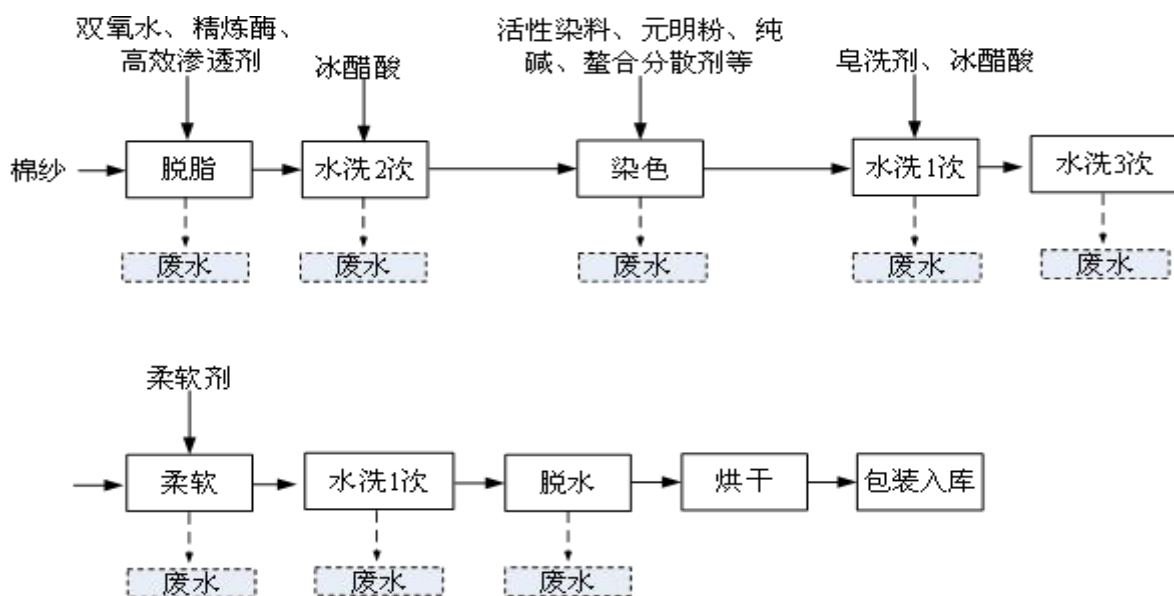 双氧水、精炼酶、
高效渗透剂
冰醋酸
活性染料、元明粉、纯
碱、螯合分散剂等
皂洗剂、冰醋酸
棉纱
脱脂
水洗2次
染色
水洗1次
水洗3次
废水
废水
废水
废水
废水
柔软剂
柔软
水洗1次
脱水
烘干
包装入库
废水
废水
废水